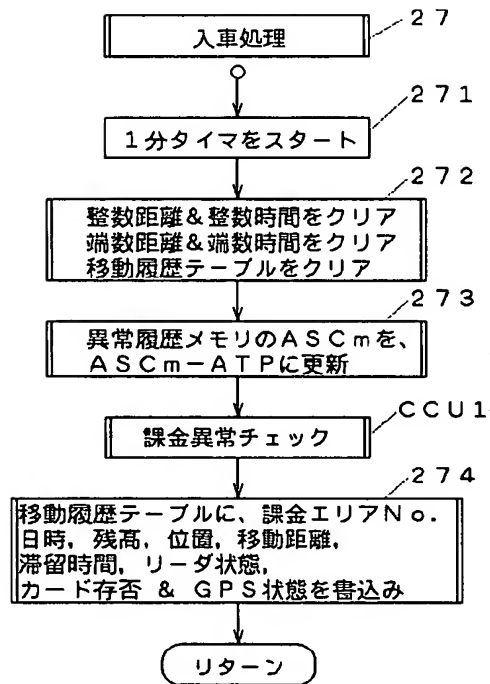 27
入車処理
271
1分タイマをスタート
272
整数距離&整数時間をクリア
端数距離&端数時間をクリア
移動履歴テーブルをクリア
273
異常履歴メモリのASCmを、
ASCm-ATPに更新
CCU1
課金異常チェック
274
移動履歴テーブルに、課金エリアNo.
日時,残高,位置,移動距離,
滞留時間,リーダ状態,
カード存否 & GPS状態を書込み
リターン